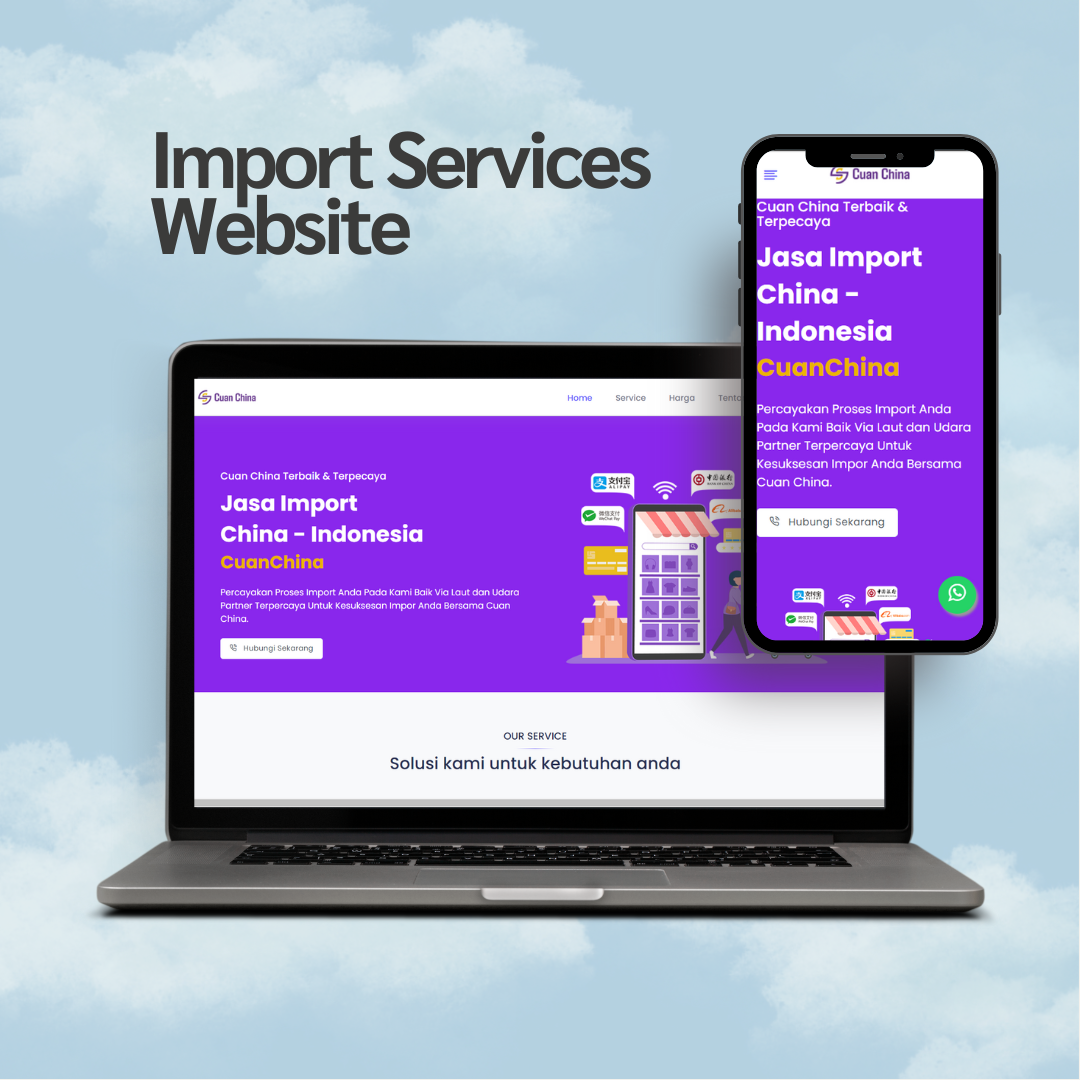 Import Services
Website
Cuan China
Home Service Harga
Cuan China Terbaik & Terpecaya
Jasa Import
China - Indonesia
CuanChina
Percayakan Proses Import Anda Pada Kami Baik Via Laut dan Udara
Partner Terpercaya Untuk Kesuksesan Impor Anda Bersama Cuan
China.
Hubungi Sekarang
支付宝
ALIPAY
微信支付
WeChat Pay
中国银行
BANK OF CHINA
OUR SERVICE
Solusi kami untuk kebutuhan anda
Cuan China
Cuan China Terbaik &
Terpecaya
Jasa Import
China -
Indonesia
CuanChina
Percayakan Proses Import Anda
Pada Kami Baik Via Laut dan Udara
Partner Terpercaya Untuk
Kesuksesan Impor Anda Bersama
Cuan China.
Hubungi Sekarang
支付宝
ALIPAY
中国银行
微信支付
WeChat Pay